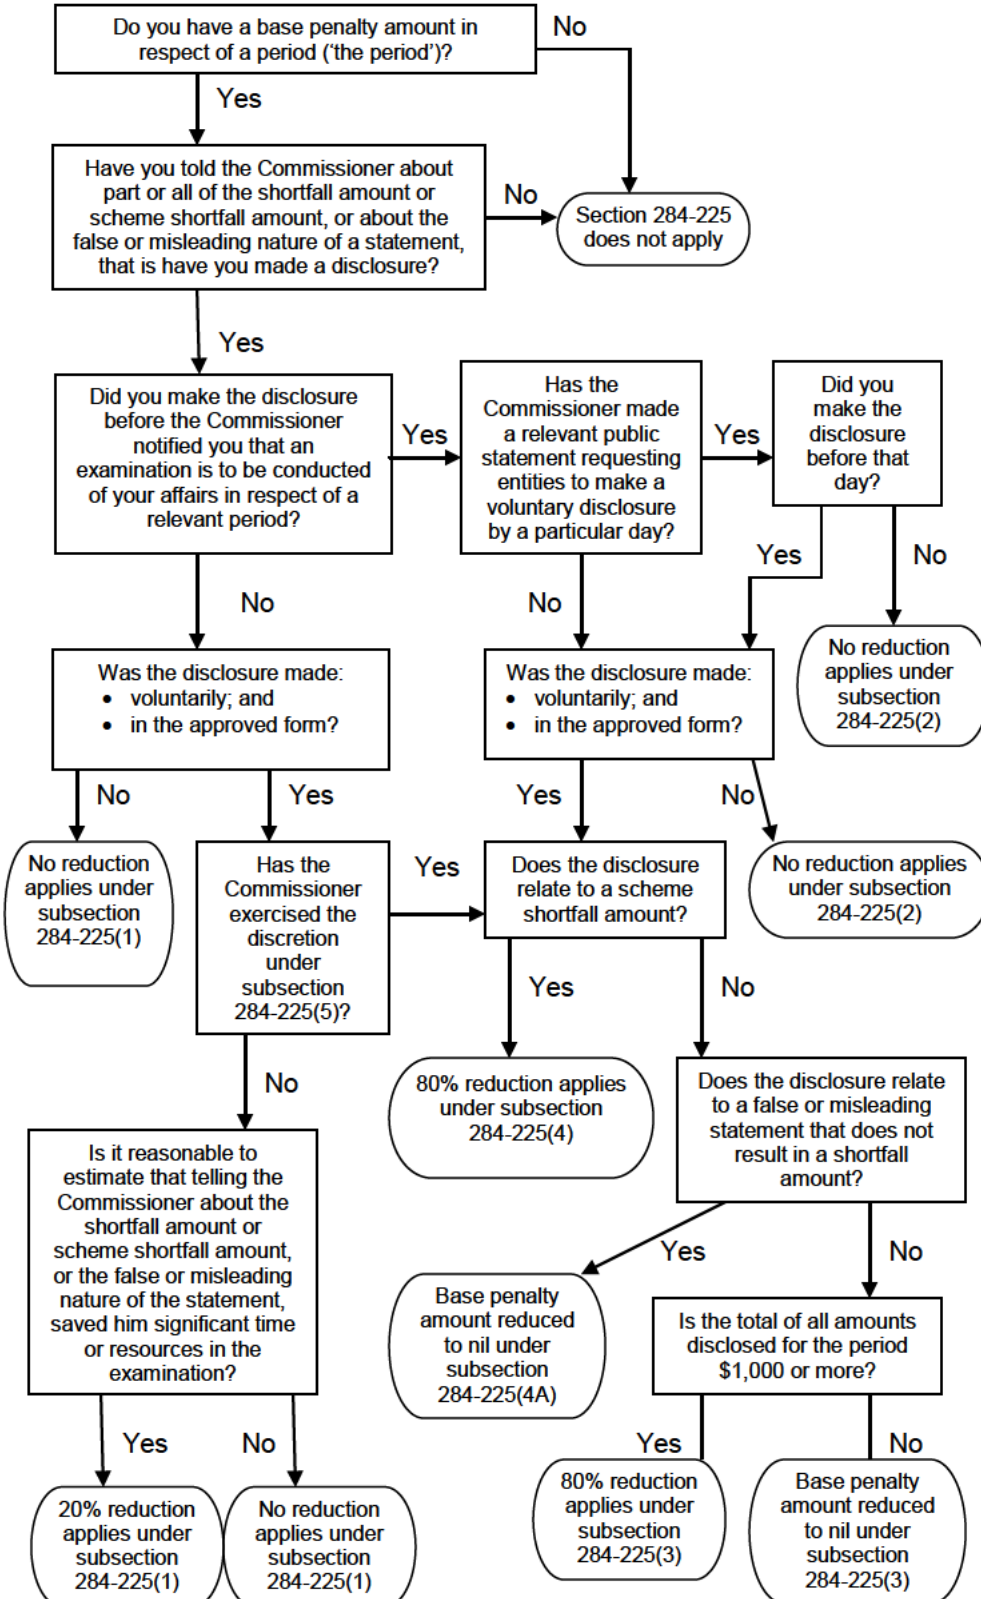 Do you have a base penalty amount in
respect of a period (‘the period’)?
No
Yes
Have you told the Commissioner about
part or all of the shortfall amount or
scheme shortfall amount, or about the
false or misleading nature of a statement,
that is have you made a disclosure?
No
Section 284-225
does not apply
Yes
Did you make the disclosure
before the Commissioner
notified you that an
examination is to be conducted
of your affairs in respect of a
relevant period?
Yes
Has the
Commissioner made
a relevant public
statement requesting
entities to make a
voluntary disclosure
by a particular day?
Yes
Did you
make the
disclosure
before that
day?
No
No
Yes
No
Was the disclosure made:
• voluntarily; and
• in the approved form?
Was the disclosure made:
• voluntarily; and
• in the approved form?
No reduction
applies under
subsection
284-225(2)
No
Yes
Yes
No
No reduction
applies under
subsection
284-225(1)
Has the
Commissioner
exercised the
discretion
under
subsection
284-225(5)?
Yes
Does the disclosure
relate to a scheme
shortfall amount?
No reduction applies
under subsection
284-225(2)
Yes
No
No
80% reduction applies
under subsection
284-225(4)
Does the disclosure relate
to a false or misleading
statement that does not
result in a shortfall
amount?
Is it reasonable to
estimate that telling the
Commissioner about the
shortfall amount or
scheme shortfall amount,
or the false or misleading
nature of the statement,
saved him significant time
or resources in the
examination?
Yes
No
Base penalty
amount reduced
to nil under
subsection
284-225(4A)
Is the total of all amounts
disclosed for the period
$1,000 or more?
Yes
No
Yes
No
20% reduction
applies under
subsection
284-225(1)
No reduction
applies under
subsection
284-225(1)
80% reduction
applies under
subsection
284-225(3)
Base penalty
amount reduced
to nil under
subsection
284-225(3)